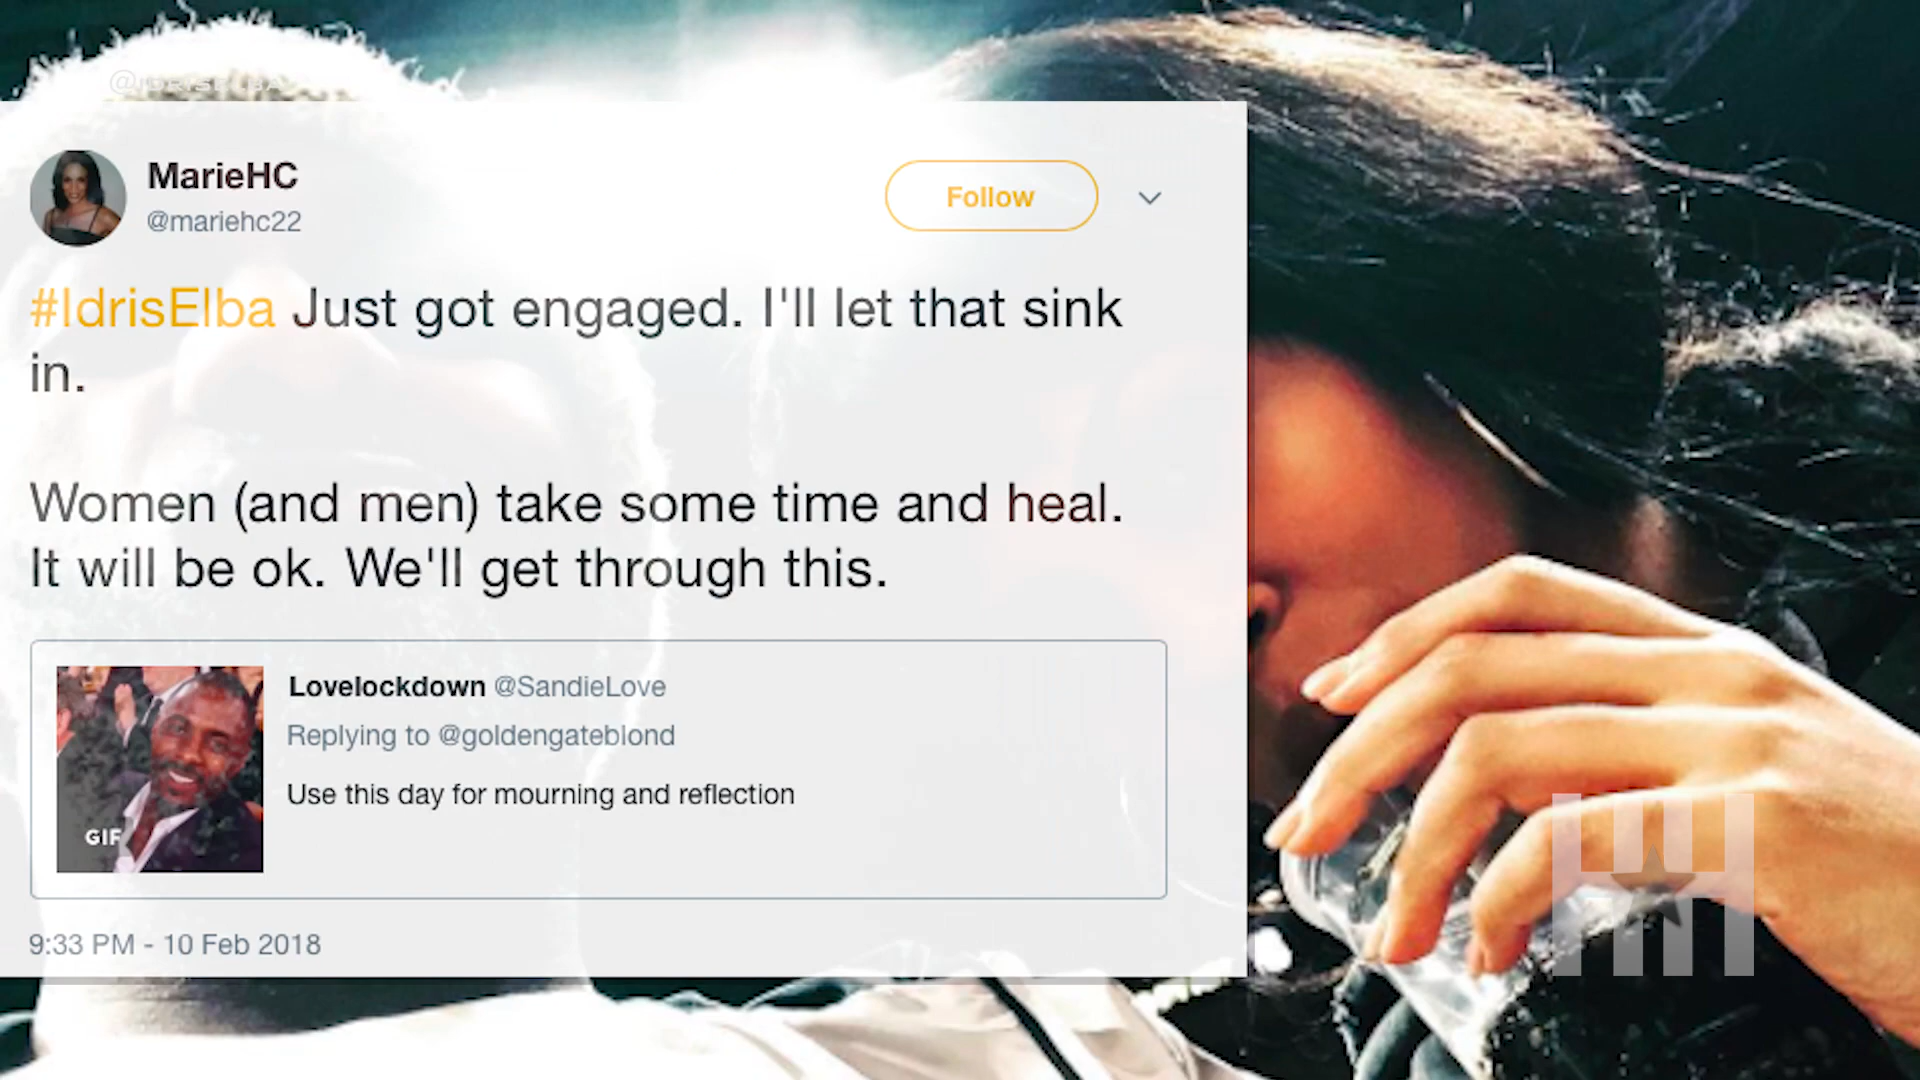 @IDRISELBA
MarieHC
@mariehc22
Follow
#IdrisElba Just got engaged. I'll let that sink
in.
Women (and men) take some time and heal.
It will be ok. We'll get through this.
Lovelockdown @SandieLove
Replying to @goldengateblond
Use this day for mourning and reflection
GIF
9:33 PM - 10 Feb 2018